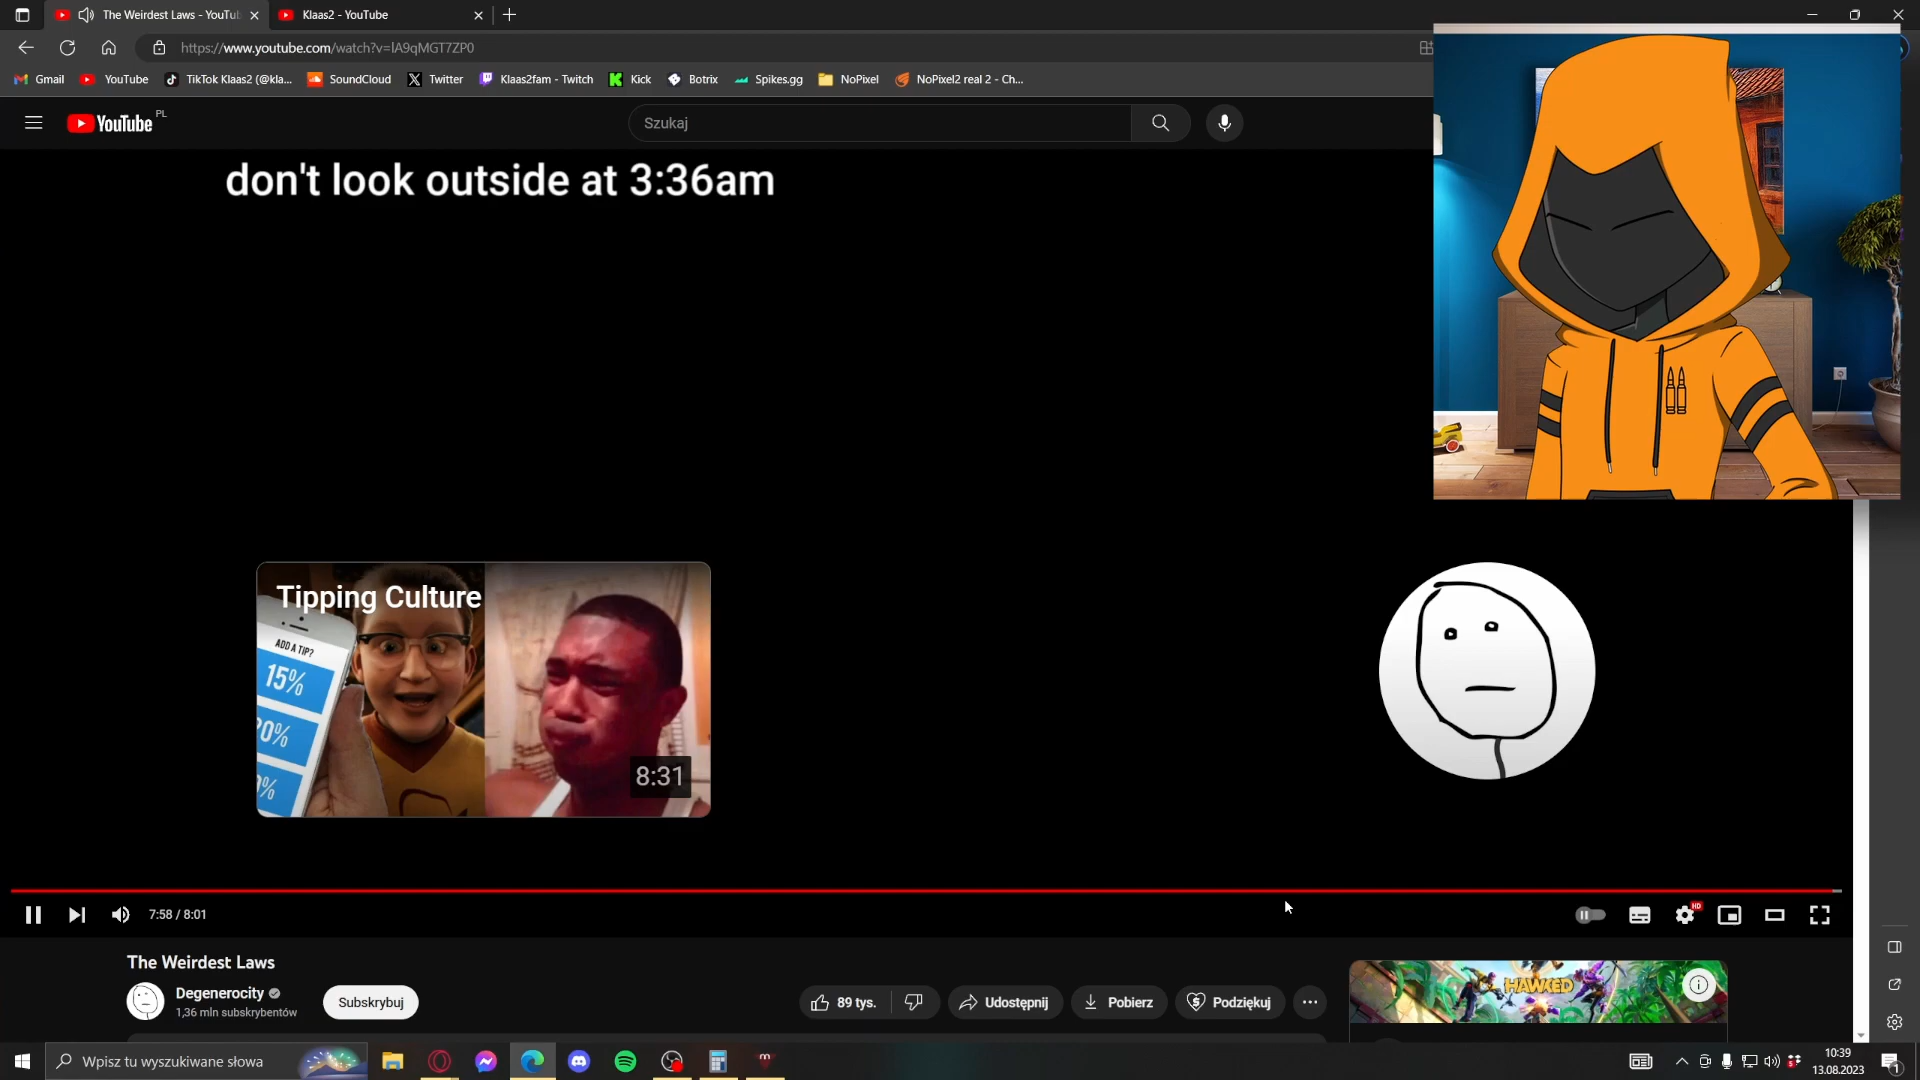 The Weirdest Laws - YouTu
Klaas2 - YouTube
https://www.youtube.com/watch?v=lA9qMGT7ZP0
Gmail
YouTube
TikTok Klaas2 (@kla...
SoundCloud
Twitter
Klaas2fam - Twitch
Kick
Botrix
Spikes.gg
NoPixel
NoPixel2 real 2 - Ch...
YouTube PL
Szukaj
don't look outside at 3:36am
Tipping Culture
ADD A TIP?
15%
0%
%
8:31
7:58 / 8:01
HD
The Weirdest Laws
Degenerocity
1,36 mln subskrybentów
Subskrybuj
89 tys.
Udostępnij
Pobierz
Podziękuj
HAWKED
Wpisz tu wyszukiwane słowa
10:39
13.08.2023
1